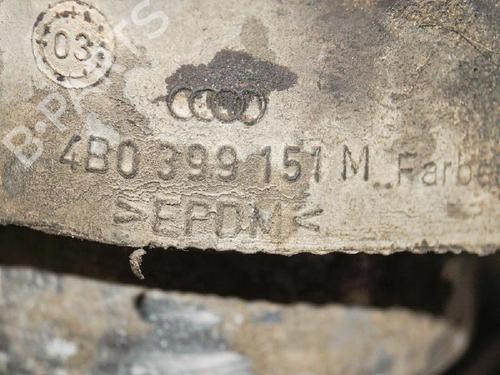 03
4B0 399 151 M Farbe
>EPDM<
B-PARTS